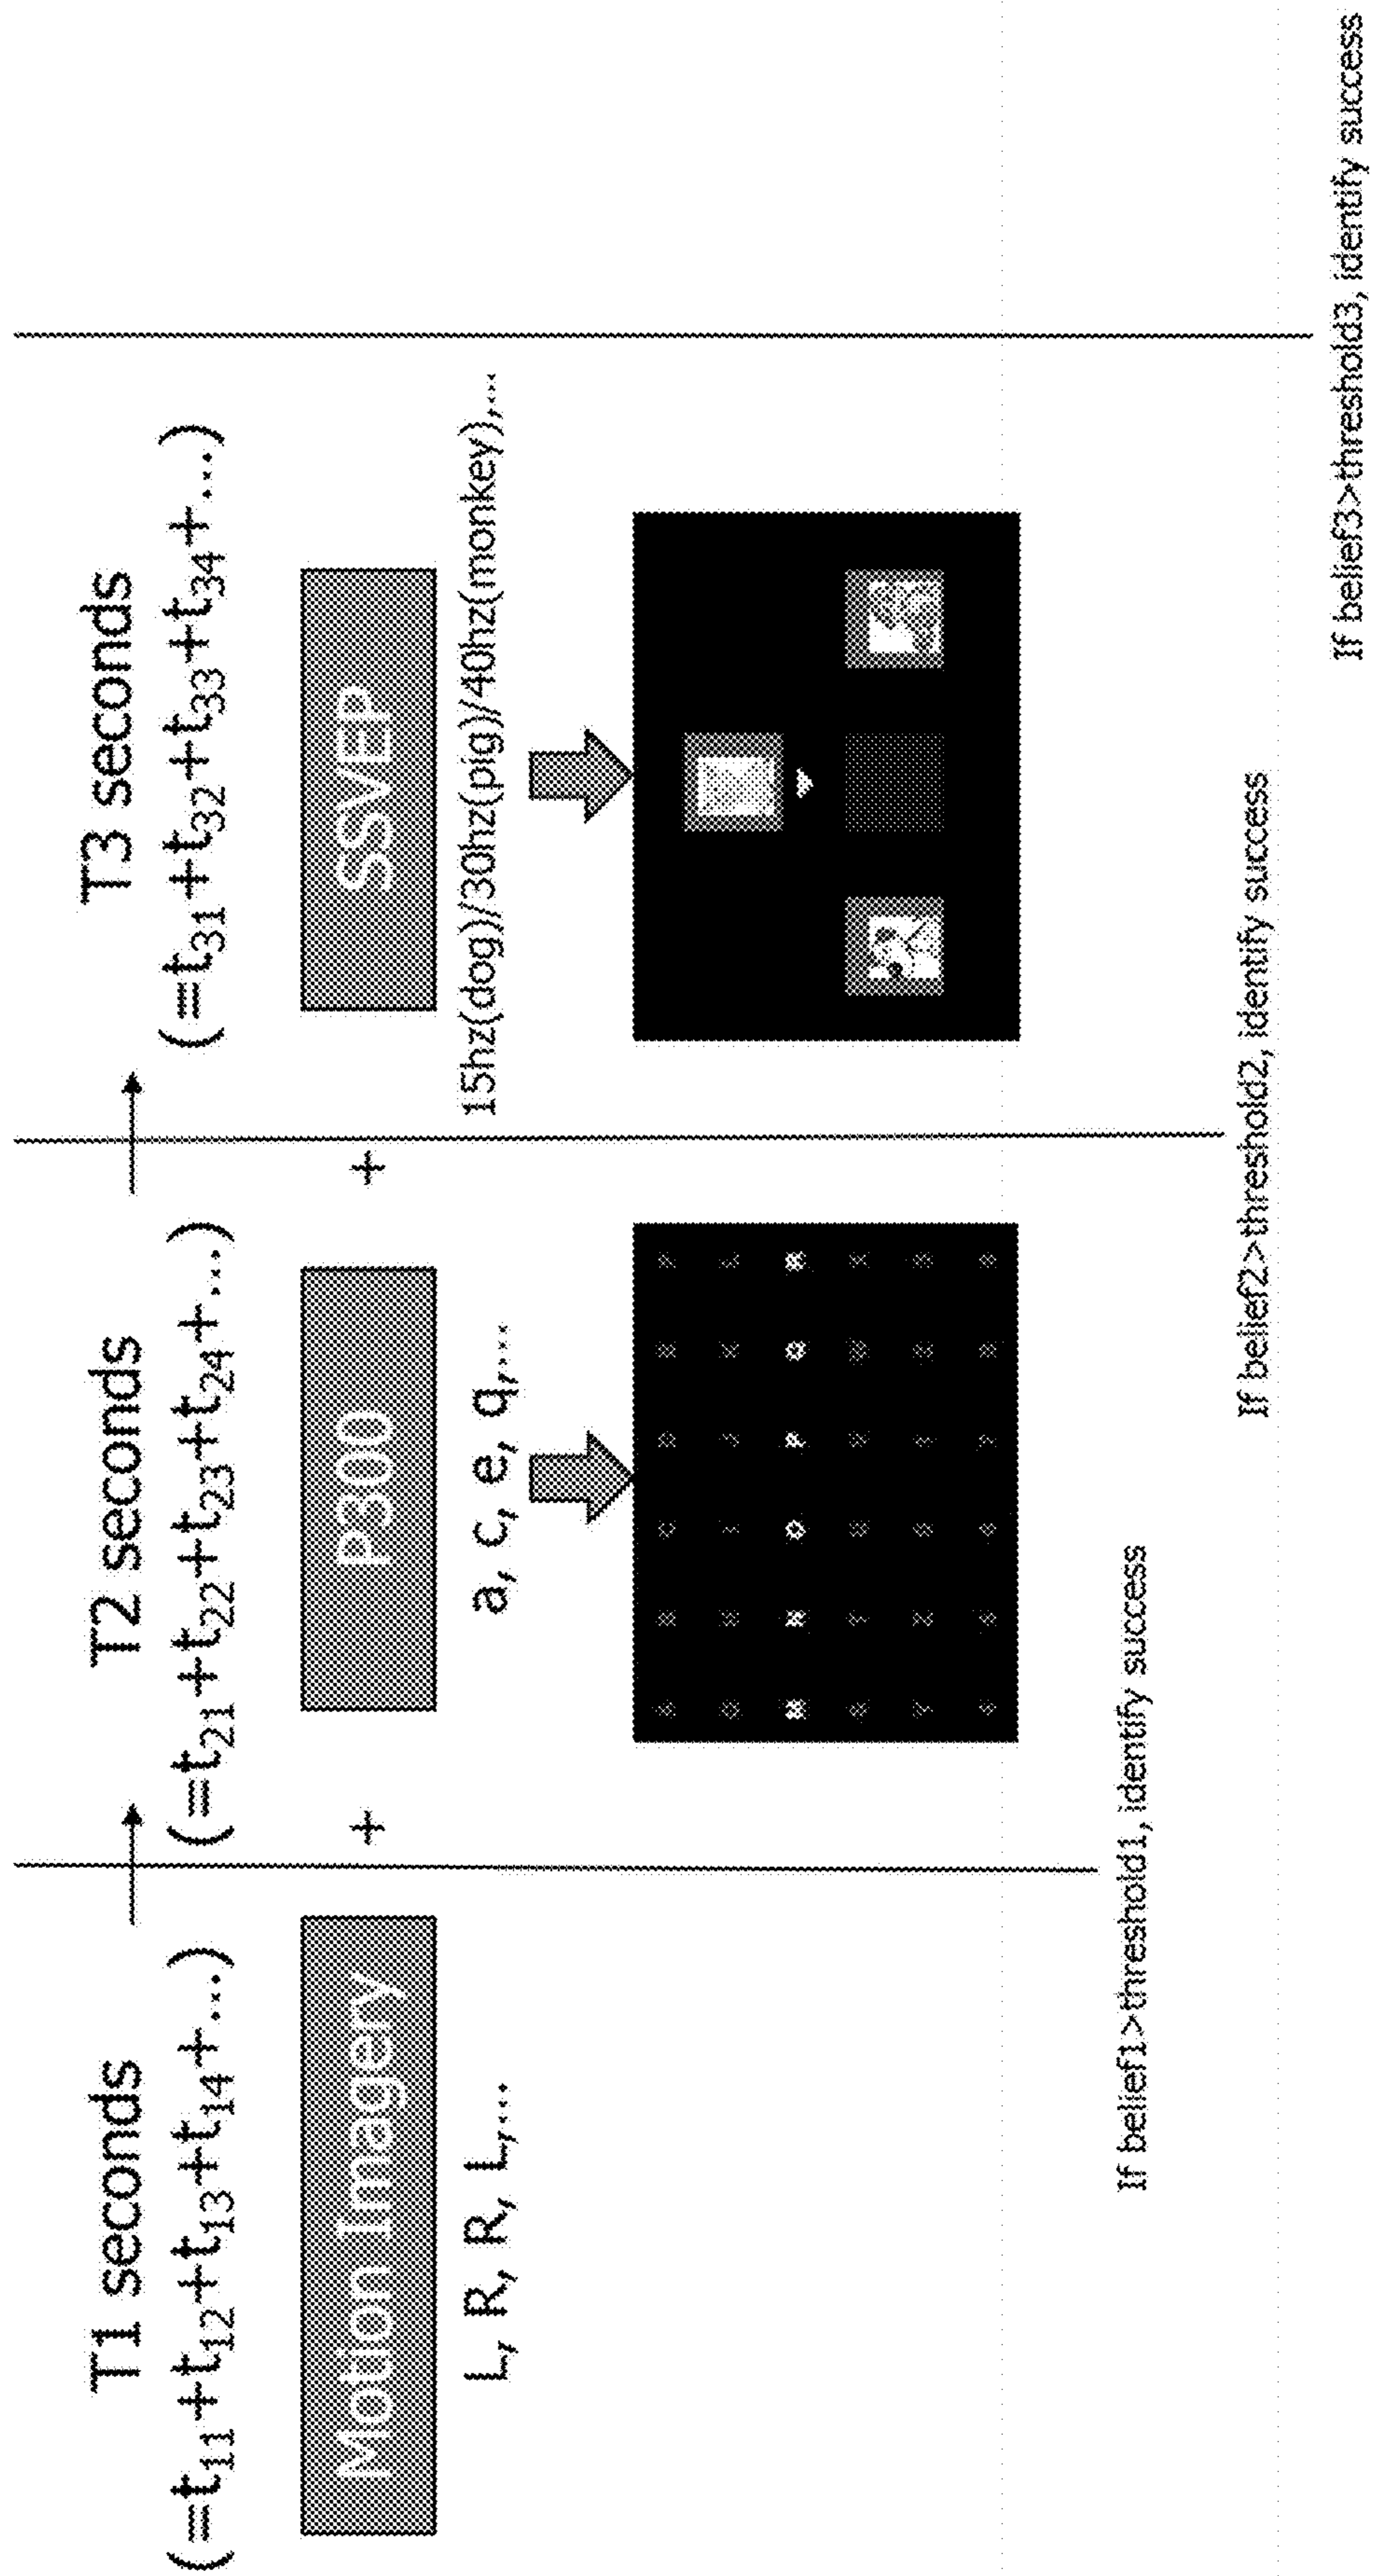 T1 seconds
(=t11+t12+t13+t14+...)
Motion Imagery
L, R, R, L,...
If belief1>threshold1, identify success
T2 seconds
(=t21+t22+t23+t24+...)
+
P300
a, c, e, q,...
If belief2>threshold2, identify success
T3 seconds
(=t31+t32+t33+t34+...)
+
SSVEP
15hz(dog)/30hz(pig)/40hz(monkey),...
If belief3>threshold3, identify success